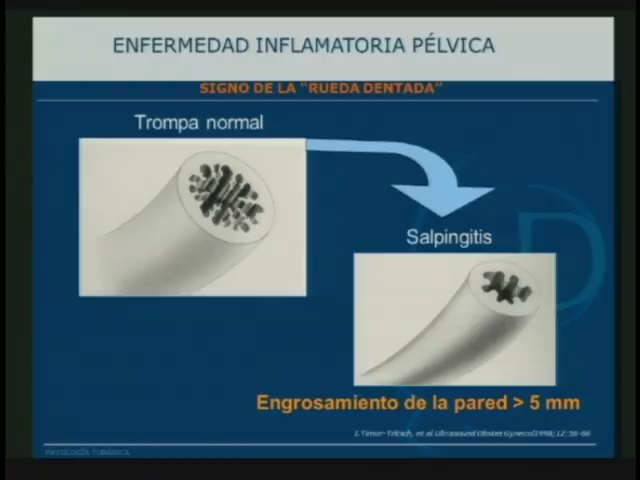 ENFERMEDAD INFLAMATORIA PÉLVICA
SIGNO DE LA "RUEDA DENTADA"
Trompa normal
Salpingitis
Engrosamiento de la pared > 5 mm
I.Timor-Tritsch, et al.Ultrasound Obstet Gynecol 1998;12:56-66
PATOLOGÍA TUBÁRICA